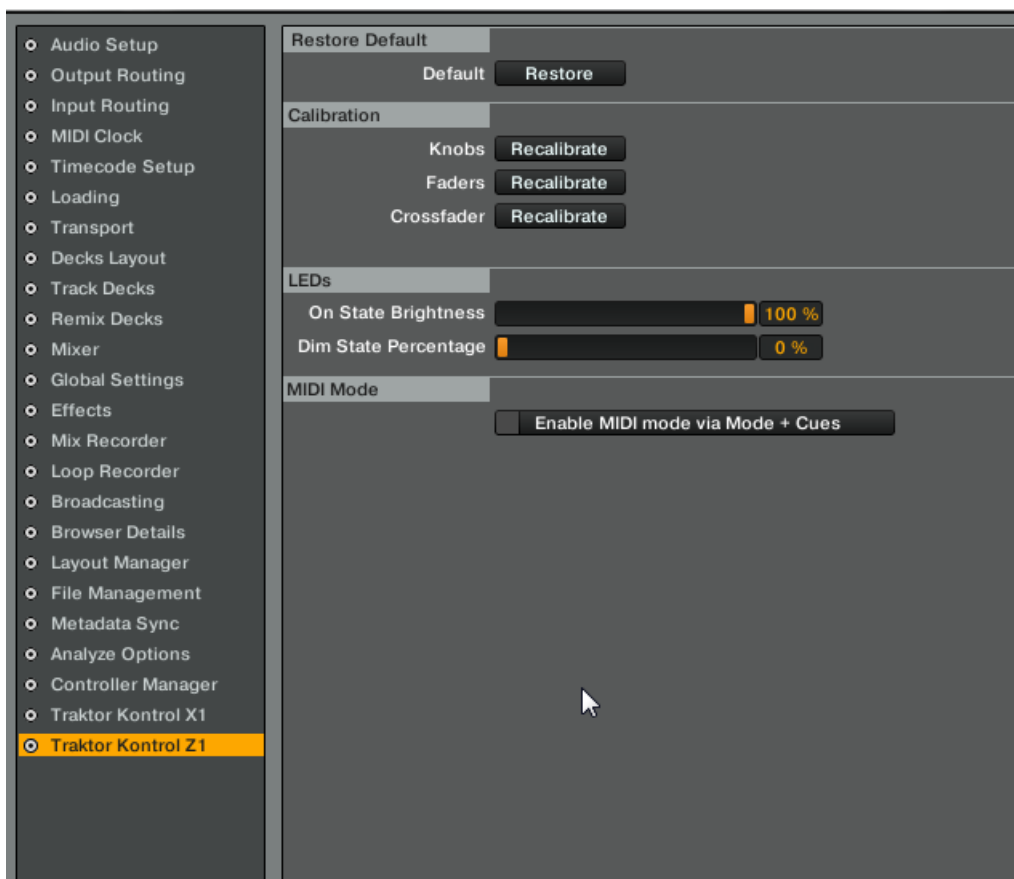 Audio Setup
Output Routing
Input Routing
MIDI Clock
Timecode Setup
Loading
Transport
Decks Layout
Track Decks
Remix Decks
Mixer
Global Settings
Effects
Mix Recorder
Loop Recorder
Broadcasting
Browser Details
Layout Manager
File Management
Metadata Sync
Analyze Options
Controller Manager
Traktor Kontrol X1
Traktor Kontrol Z1
Restore Default
Default Restore
Calibration
Knobs Recalibrate
Faders Recalibrate
Crossfader Recalibrate
LEDs
On State Brightness 100 %
Dim State Percentage 0 %
MIDI Mode
Enable MIDI mode via Mode + Cues